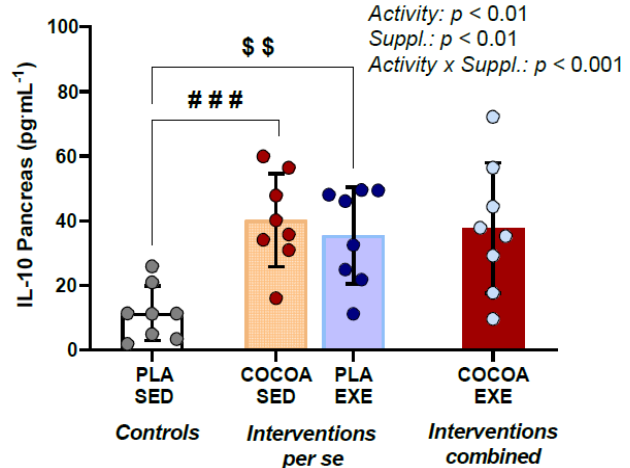 Activity: p < 0.01
Suppl.: p < 0.01
Activity x Suppl.: p < 0.001
$ $
# # #
IL-10 Pancreas (pg·mL⁻¹)
100
80
60
40
20
0
PLA SED
COCOA SED
PLA EXE
COCOA EXE
Controls
Interventions per se
Interventions combined